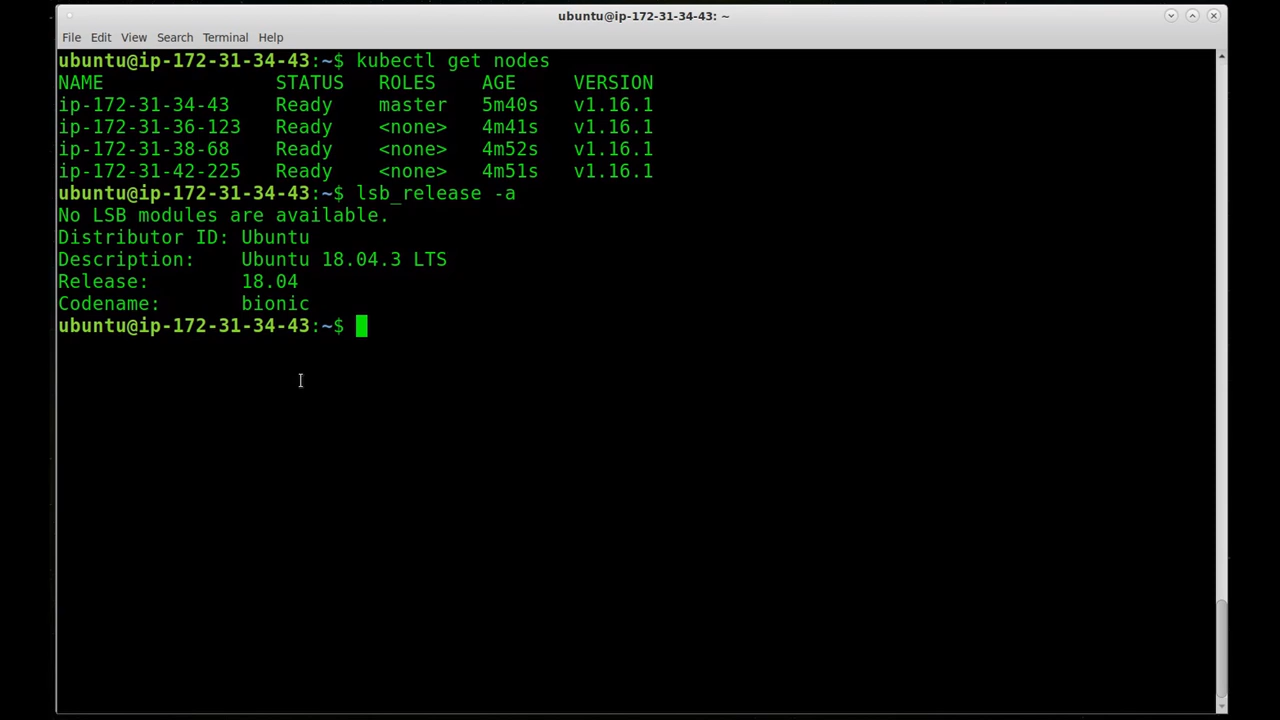 ubuntu@ip-172-31-34-43: ~
File Edit View Search Terminal Help
ubuntu@ip-172-31-34-43:~$ kubectl get nodes
NAME STATUS ROLES AGE VERSION
ip-172-31-34-43 Ready master 5m40s v1.16.1
ip-172-31-36-123 Ready <none> 4m41s v1.16.1
ip-172-31-38-68 Ready <none> 4m52s v1.16.1
ip-172-31-42-225 Ready <none> 4m51s v1.16.1
ubuntu@ip-172-31-34-43:~$ lsb_release -a
No LSB modules are available.
Distributor ID: Ubuntu
Description: Ubuntu 18.04.3 LTS
Release: 18.04
Codename: bionic
ubuntu@ip-172-31-34-43:~$